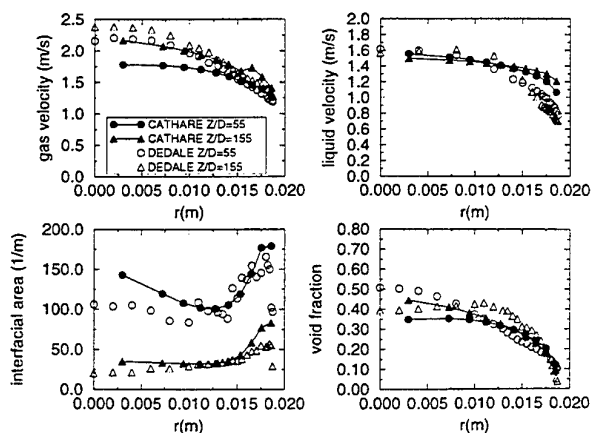 gas velocity (m/s)
2.5
2.0
1.5
1.0
0.5
0.0
CATHARE Z/D=55
CATHARE Z/D=155
DEDALE Z/D=55
DEDALE Z/D=155
0.000 0.005 0.010 0.015 0.020
r(m)
liquid velocity (m/s)
2.0
1.8
1.6
1.4
1.2
1.0
0.8
0.6
0.4
0.2
0.0
0.000 0.005 0.010 0.015 0.020
r(m)
interfacial area (1/m)
200.0
150.0
100.0
50.0
0.0
0.000 0.005 0.010 0.015 0.020
r(m)
void fraction
0.80
0.70
0.60
0.50
0.40
0.30
0.20
0.10
0.00
0.000 0.005 0.010 0.015 0.020
r(m)